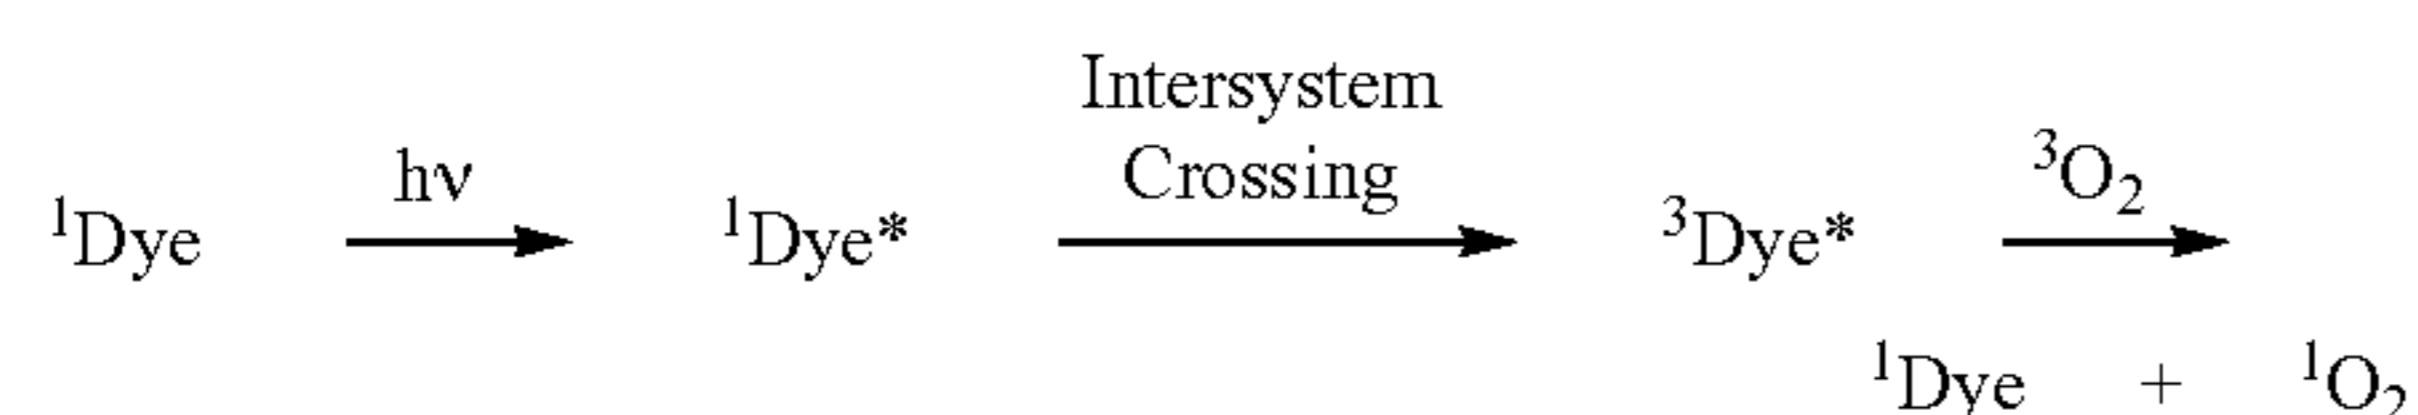 Intersystem
Crossing
¹Dye hν ¹Dye* ³Dye* ³O₂
¹Dye + ¹O₂